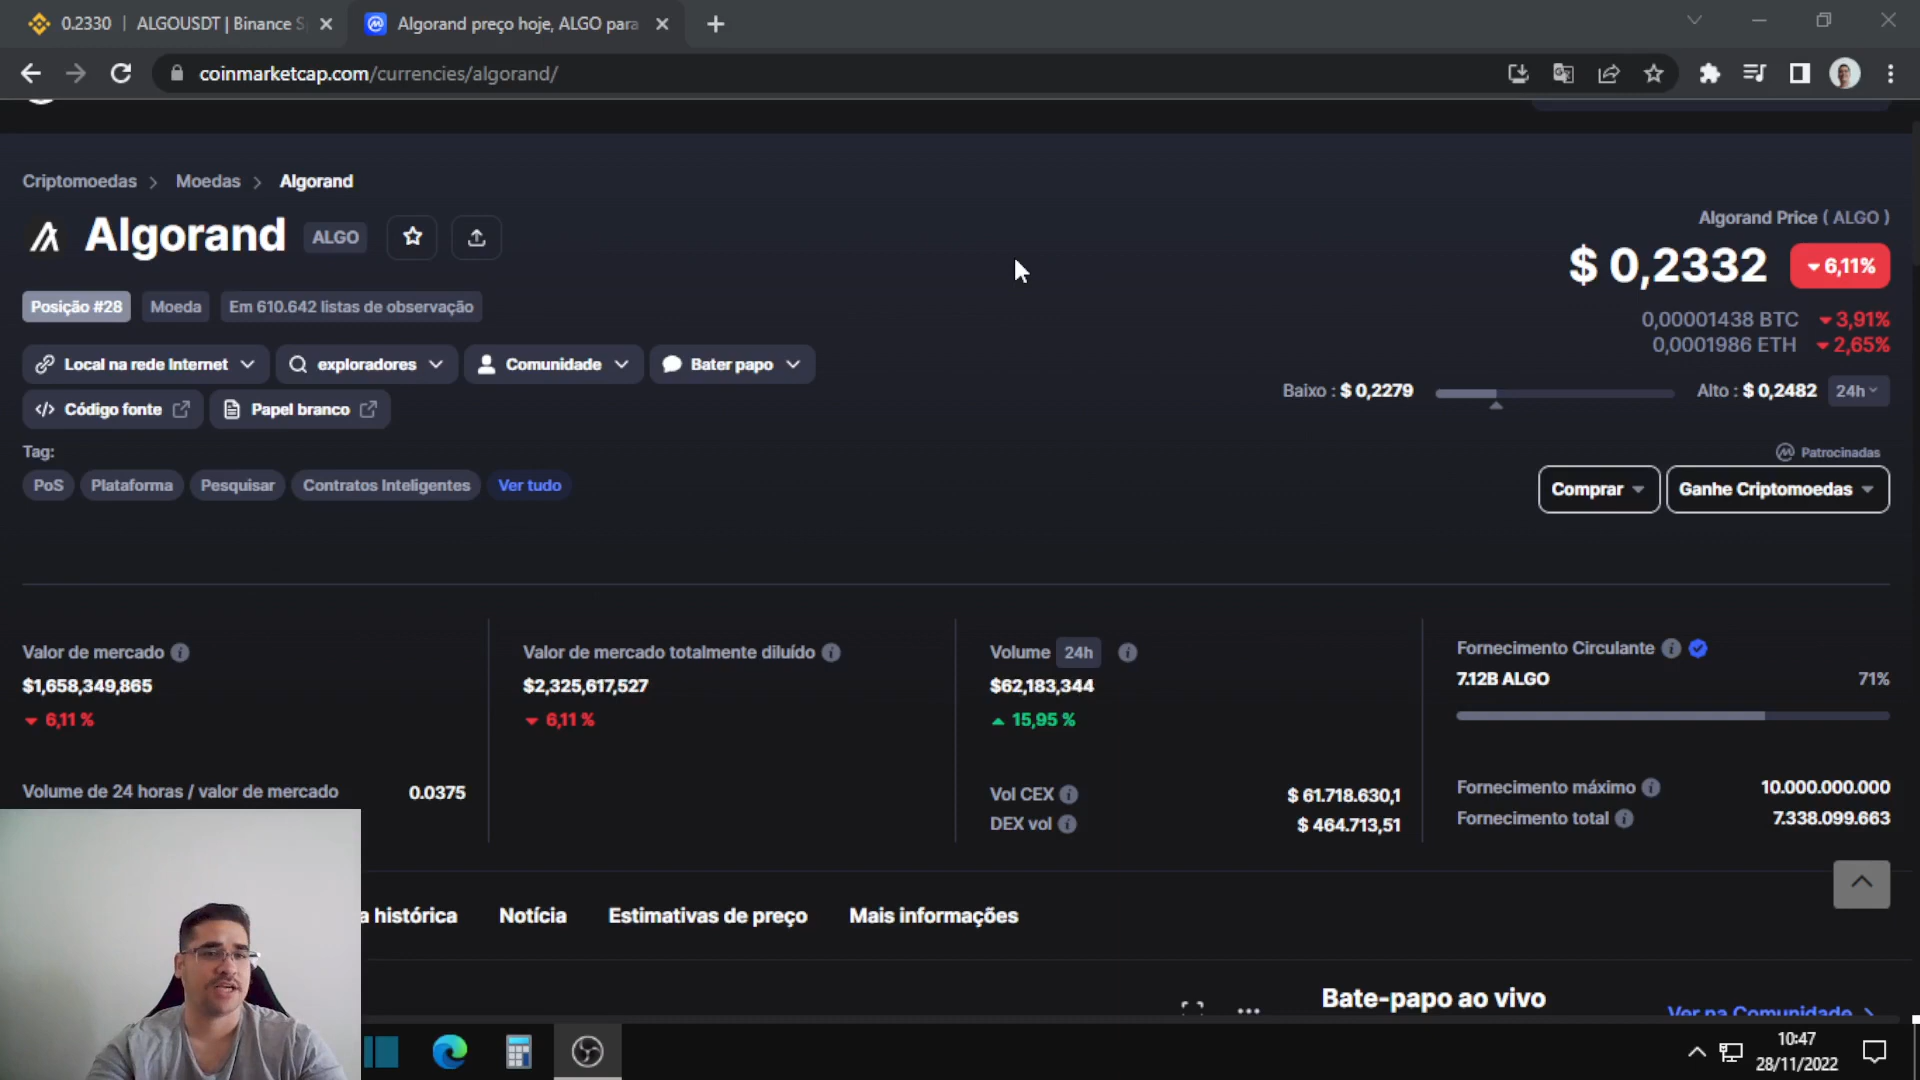 0.2330 | ALGOUSDT | Binance S
Algorand preço hoje, ALGO para
coinmarketcap.com/currencies/algorand/
Criptomoedas > Moedas > Algorand
Algorand ALGO
Posição #28 Moeda Em 610.642 listas de observação
Local na rede Internet exploradores Comunidade Bater papo
</> Código fonte Papel branco
Tag:
PoS Plataforma Pesquisar Contratos Inteligentes Ver tudo
Algorand Price ( ALGO )
$ 0,2332 6,11%
0,00001438 BTC 3,91%
0,0001986 ETH 2,65%
Baixo : $ 0,2279 Alto : $ 0,2482 24h
Patrocinadas
Comprar Ganhe Criptomoedas
Valor de mercado
$1,658,349,865
6,11 %
Volume de 24 horas / valor de mercado 0.0375
Valor de mercado totalmente diluído
$2,325,617,527
6,11 %
Volume 24h
$62,183,344
15,95 %
Vol CEX $ 61.718.630,1
DEX vol $ 464.713,51
Fornecimento Circulante
7.12B ALGO 71%
Fornecimento máximo 10.000.000.000
Fornecimento total 7.338.099.663
a histórica Notícia Estimativas de preço Mais informações
Bate-papo ao vivo
Ver na Comunidade >
10:47
28/11/2022